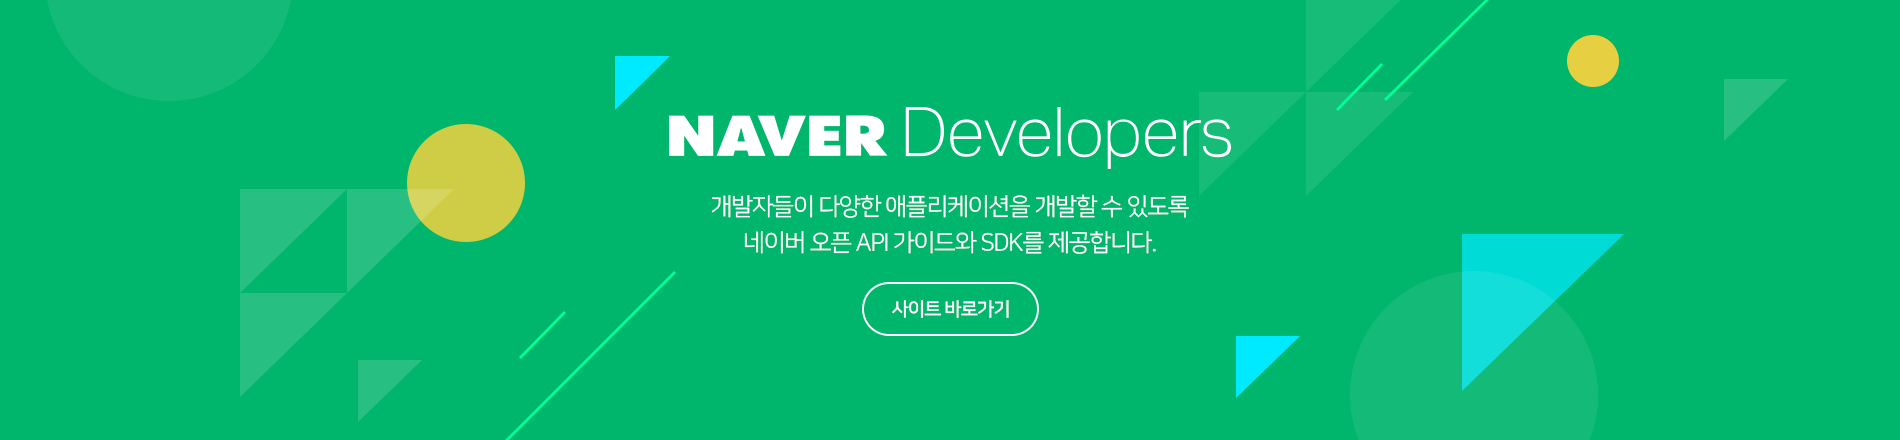 NAVER Developers
개발자들이 다양한 애플리케이션을 개발할 수 있도록
네이버 오픈 API 가이드와 SDK를 제공합니다.
사이트 바로가기